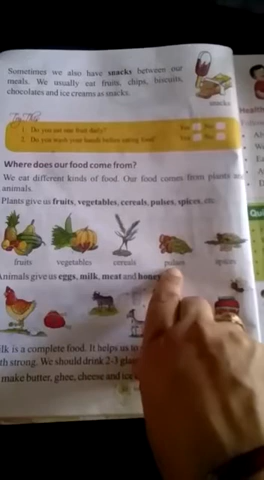 Sometimes we also have snacks between our
meals. We usually eat fruits, chips, biscuits,
chocolates and ice creams as snacks.
snacks
Try This
1. Do you eat our food daily?
2. Do you wash your hands before eating food?
Where does our food come from?
We eat different kinds of food. Our food comes from plants and
animals.
Plants give us fruits, vegetables, cereals, pulses, spices, etc.
fruits vegetables cereals pulses spices
Animals give us eggs, milk, meat and honey
lk is a complete food. It helps us to
th strong. We should drink 2-3 glas
make butter, ghee, cheese and ice